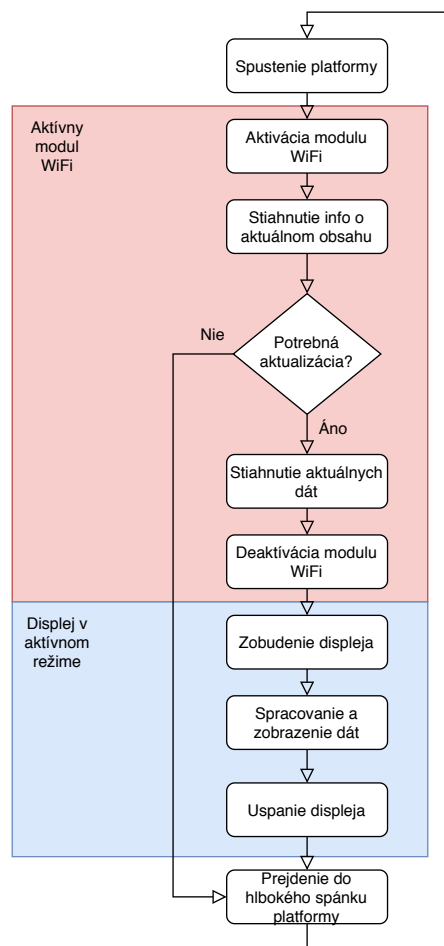 Spustenie platformy
Aktívny
modul
WiFi
Aktivácia modulu
WiFi
Stiahnutie info o
aktuálnom obsahu
Nie
Potrebná
aktualizácia?
Áno
Stiahnutie aktuálnych
dát
Deaktívácia modulu
WiFi
Displej v
aktívnom
režime
Zobudenie displeja
Spracovanie a
zobrazenie dát
Uspanie displeja
Prejdenie do
hlbokého spánku
platformy